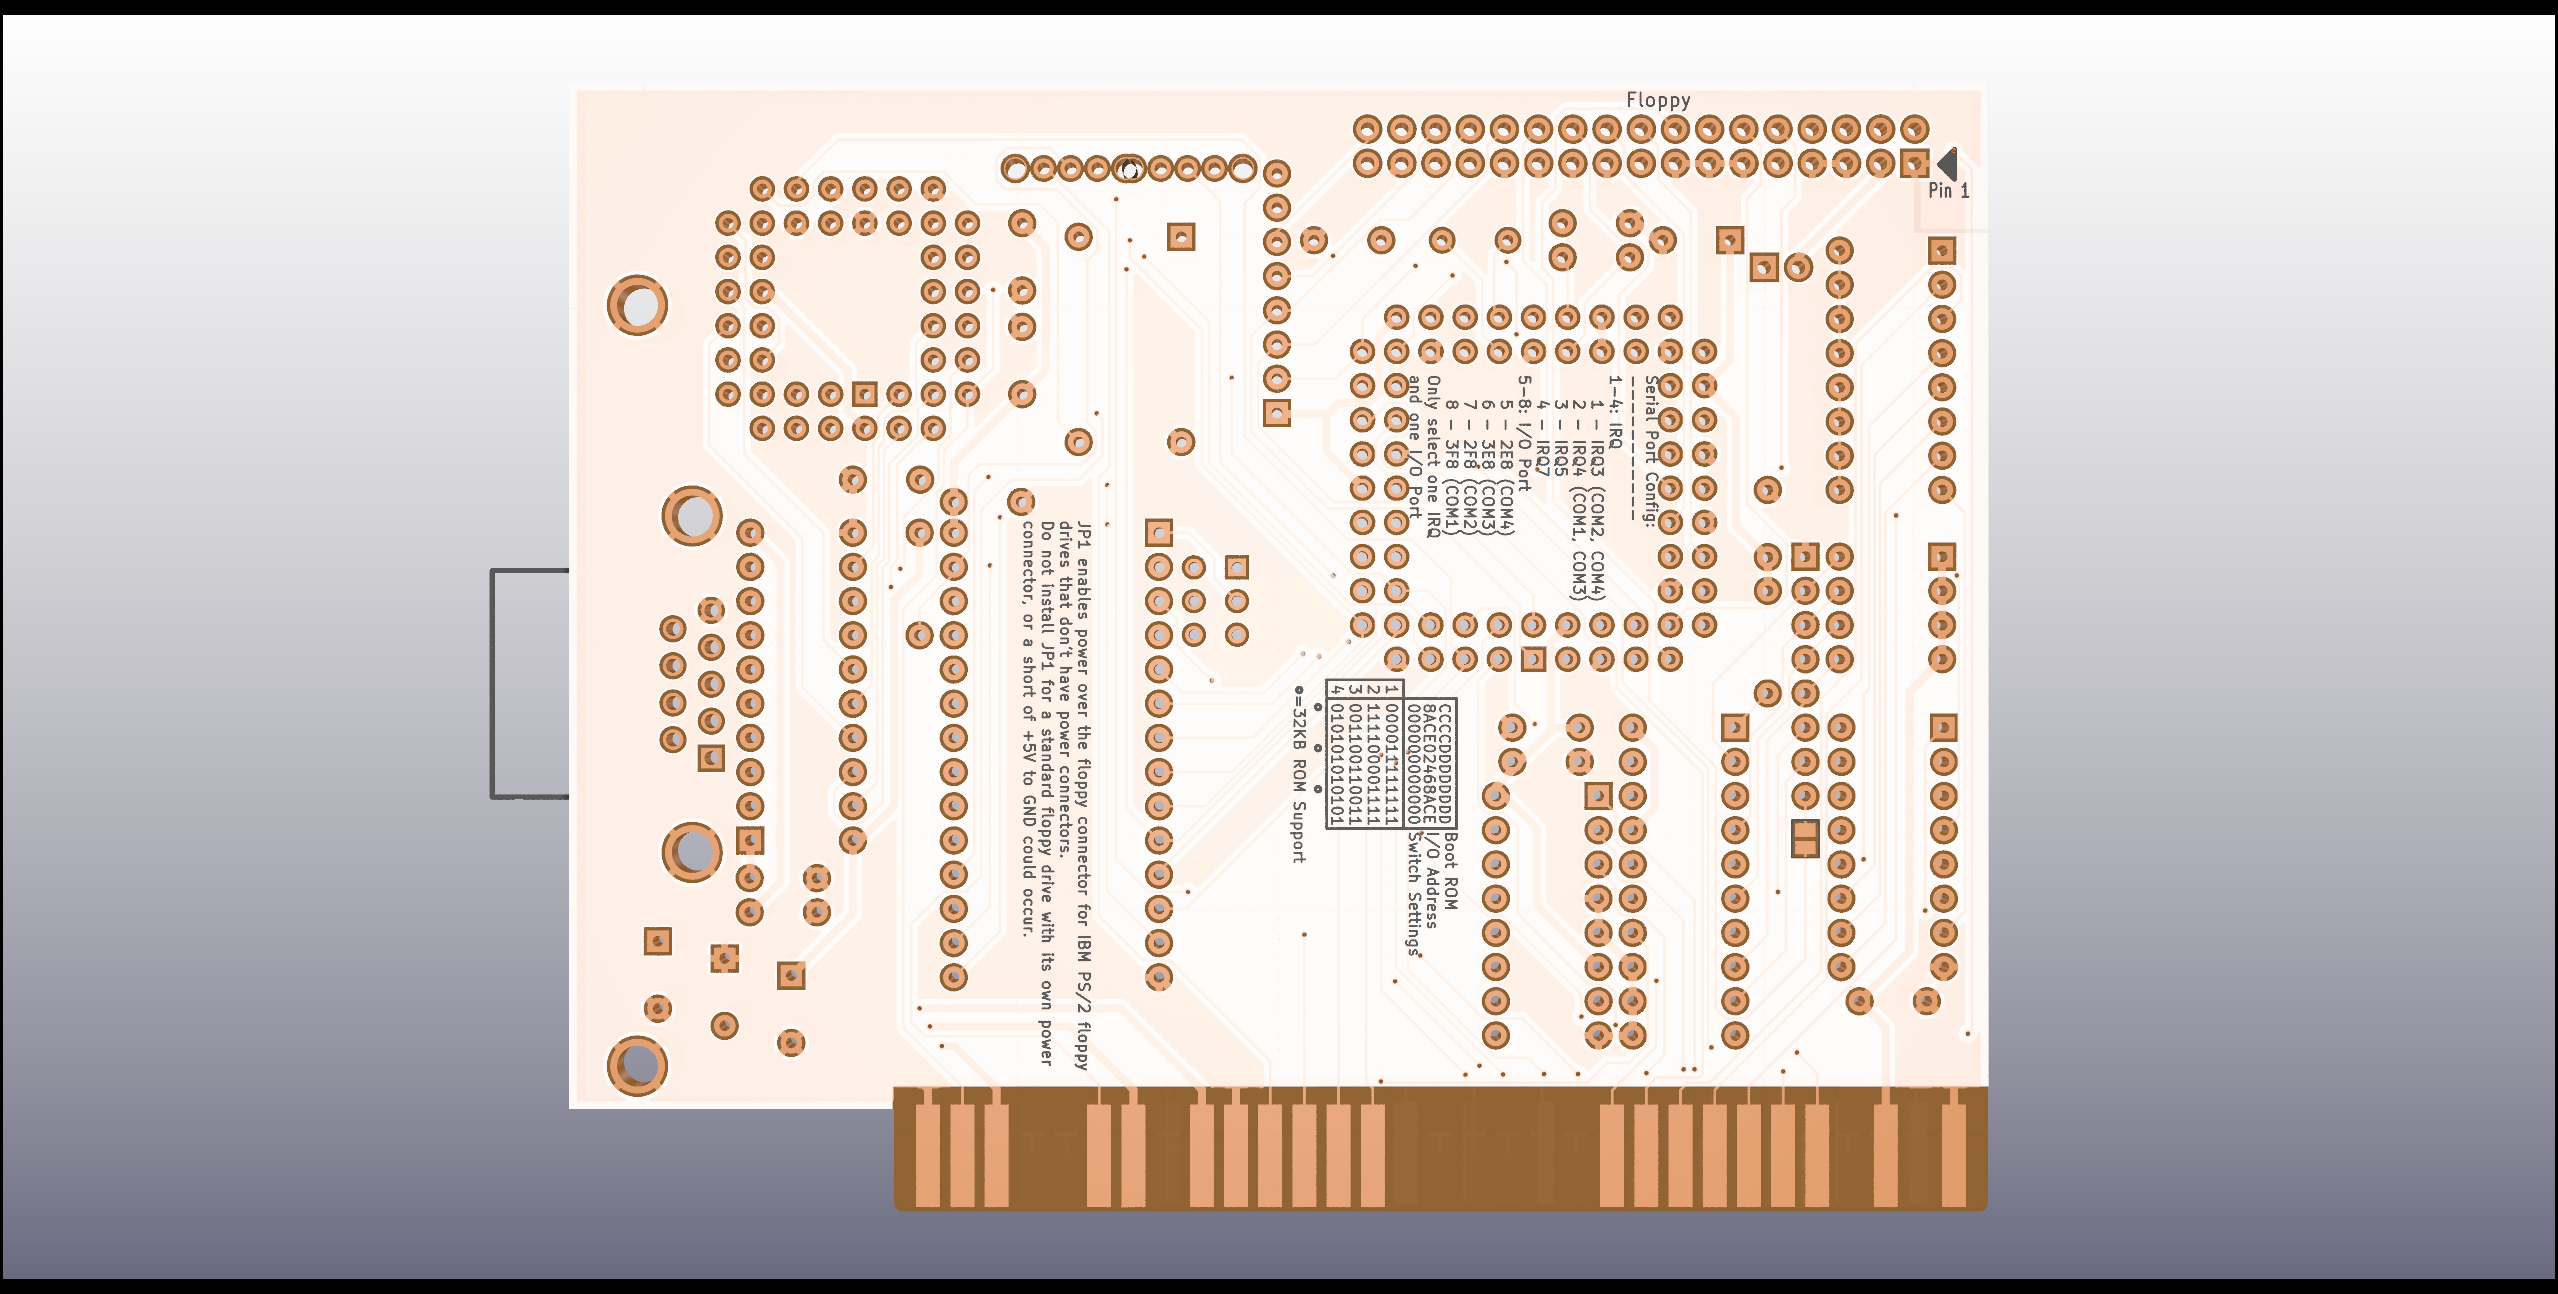 Floppy
Pin 1
Serial Port Config:
------------------
1-4: IRQ
1 - IRQ3 (COM2, COM4)
2 - IRQ4 (COM1, COM3)
3 - IRQ5
4 - IRQ7
5-8: I/O Port
5 - 2E8 (COM4)
6 - 3E8 (COM3)
7 - 2F8 (COM2)
8 - 3F8 (COM1)
Only select one IRQ
and one I/O Port
CCCCDDDDDDDD Boot ROM
8ACE02468ACE I/O Address
000000000000 Switch Settings
1 000011111111
2 111100001111
3 001100110011
4 010101010101
o=32KB ROM Support
JP1 enables power over the floppy connector for IBM PS/2 floppy
drives that don't have power connectors.
Do not install JP1 for a standard floppy drive with its own power
connector, or a short of +5V to GND could occur.